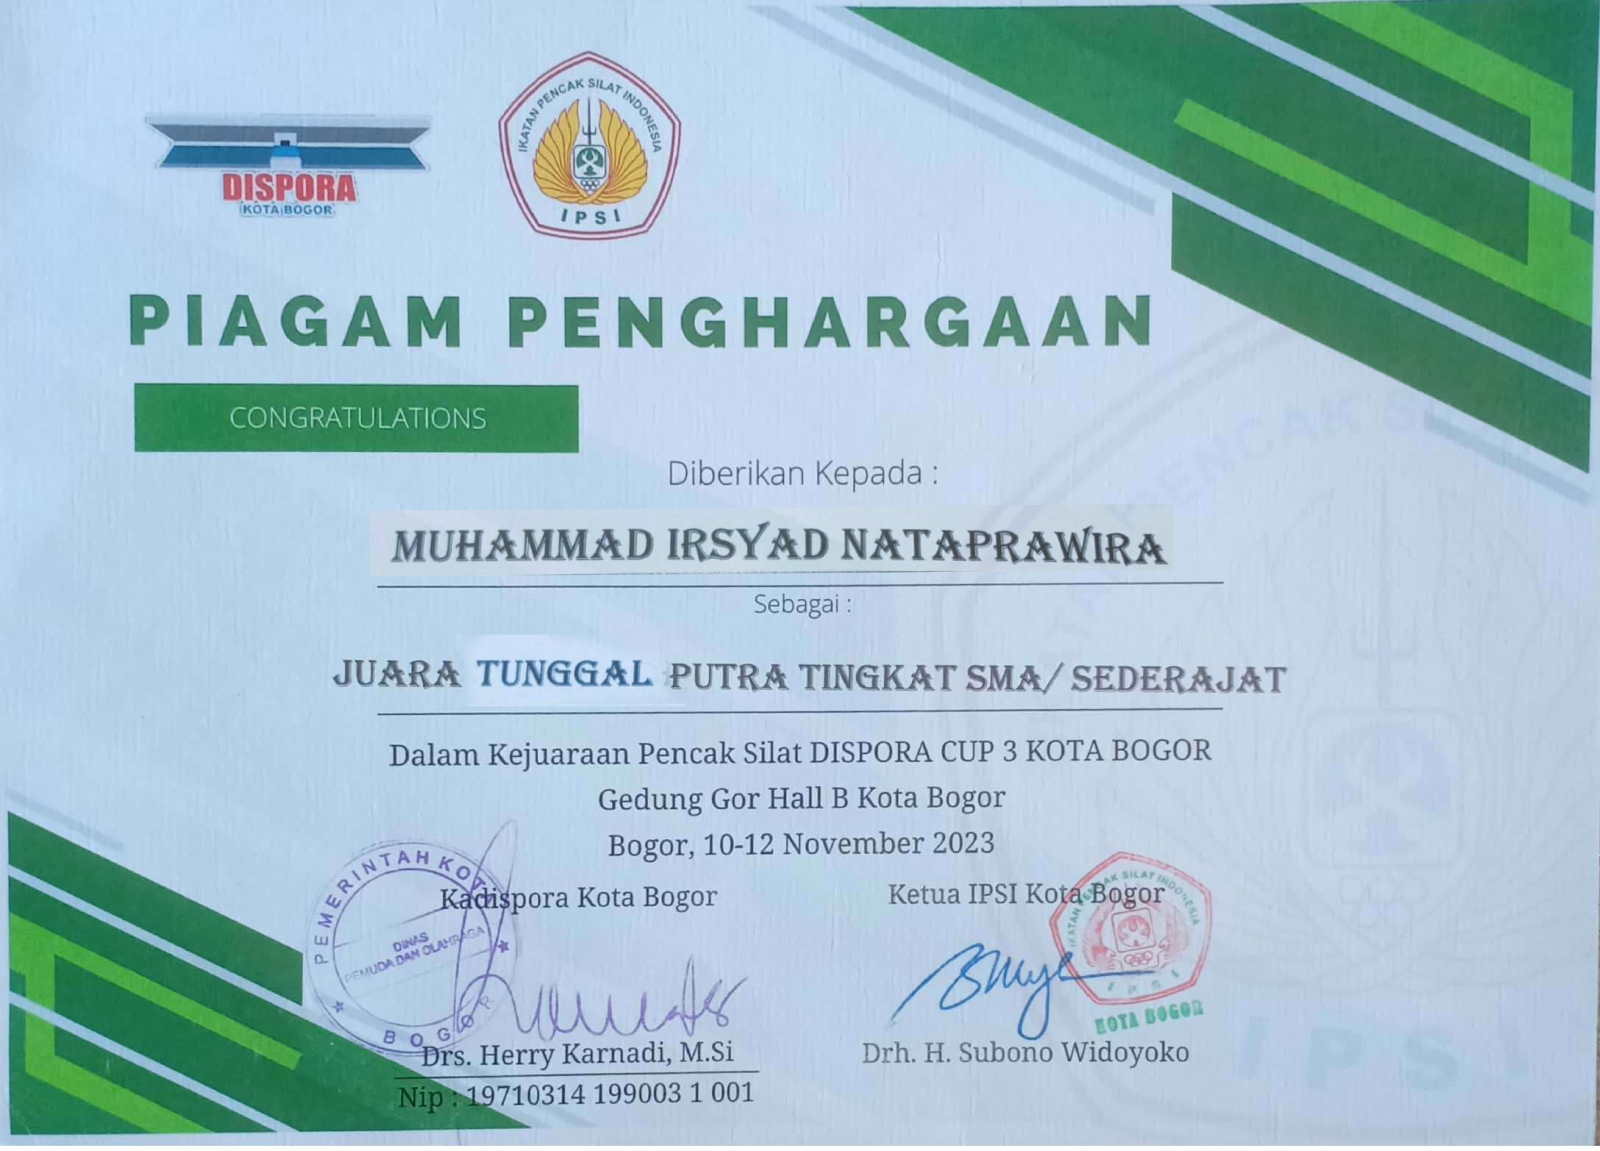 DISPORA
KOTA BOGOR
IKATAN PENCAK SILAT INDONESIA
IPSI
PIAGAM PENGHARGAAN
CONGRATULATIONS
Diberikan Kepada :
MUHAMMAD IRSYAD NATAPRAWIRA
Sebagai :
JUARA TUNGGAL PUTRA TINGKAT SMA/ SEDERAJAT
Dalam Kejuaraan Pencak Silat DISPORA CUP 3 KOTA BOGOR
Gedung Gor Hall B Kota Bogor
Bogor, 10-12 November 2023
Kadispora Kota Bogor
Ketua IPSI Kota Bogor
PEMERINTAH KOTA
DINAS
PEMUDA DAN OLAHRAGA
BOGOR
IKATAN PENCAK SILAT INDONESIA
IPSI
KOTA BOGOR
Drs. Herry Karnadi, M.Si
Nip : 19710314 199003 1 001
Drh. H. Subono Widoyoko
IPSI